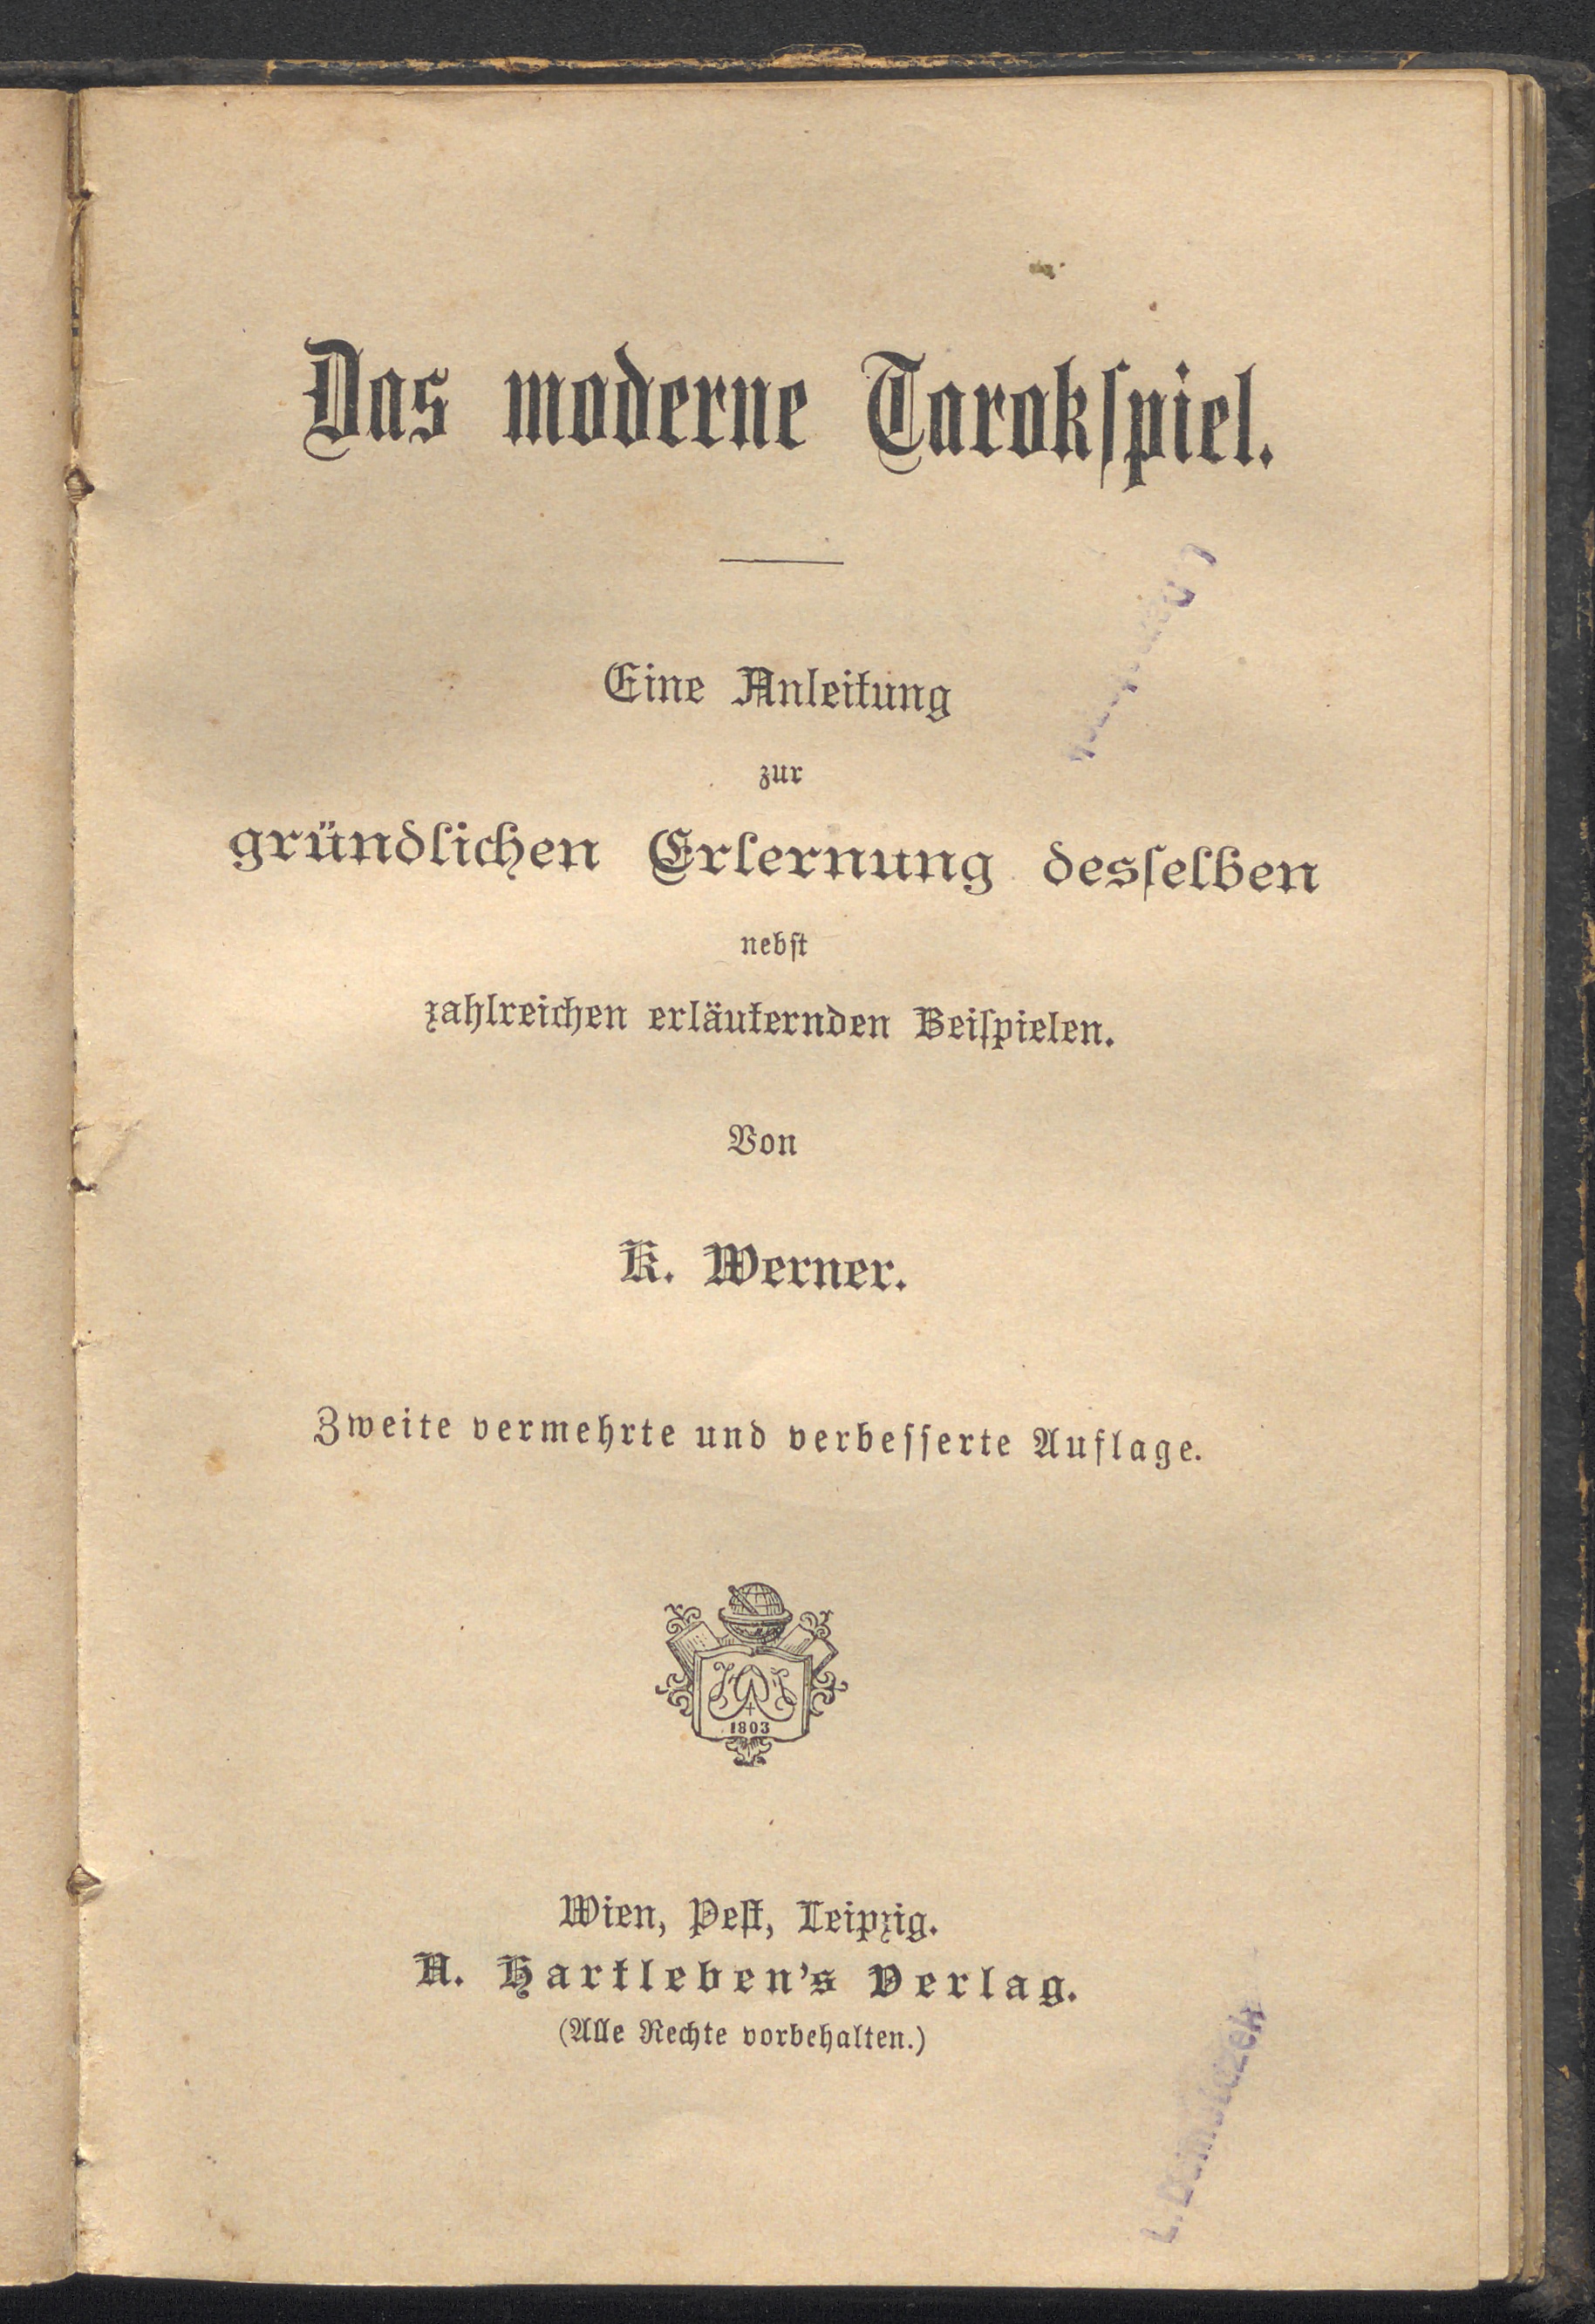 Das moderne Tarokſpiel.
Eine Anleitung
zur
gründlichen Erlernung desſelben
nebſt
zahlreichen erläuternden Beiſpielen.
Von
K. Werner.
Zweite vermehrte und verbeſſerte Auflage.
1803
Wien, Peſt, Leipzig.
A. Hartleben's Verlag.
(Alle Rechte vorbehalten.)